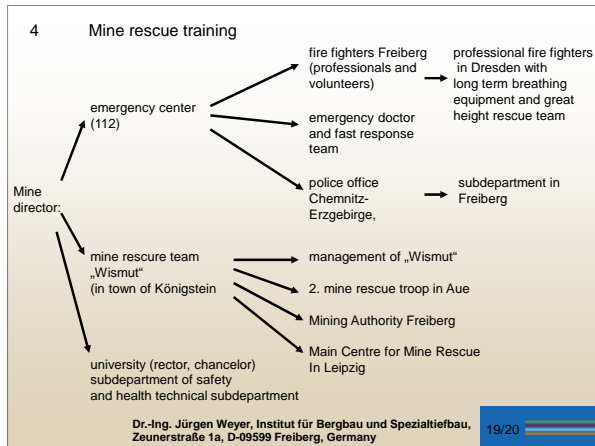 4 Mine rescue training
fire fighters Freiberg
(professionals and
volunteers)
professional fire fighters
in Dresden with
long term breathing
equipment and great
height rescue team
emergency center
(112)
emergency doctor
and fast response
team
police office
Chemnitz-
Erzgebirge,
subdepartment in
Freiberg
Mine
director:
mine rescure team
„Wismut“
(in town of Königstein
management of „Wismut“
2. mine rescue troop in Aue
Mining Authority Freiberg
Main Centre for Mine Rescue
In Leipzig
university (rector, chancelor)
subdepartment of safety
and health technical subdepartment
Dr.-Ing. Jürgen Weyer, Institut für Bergbau und Spezialtiefbau,
Zeunerstraße 1a, D-09599 Freiberg, Germany
19/20